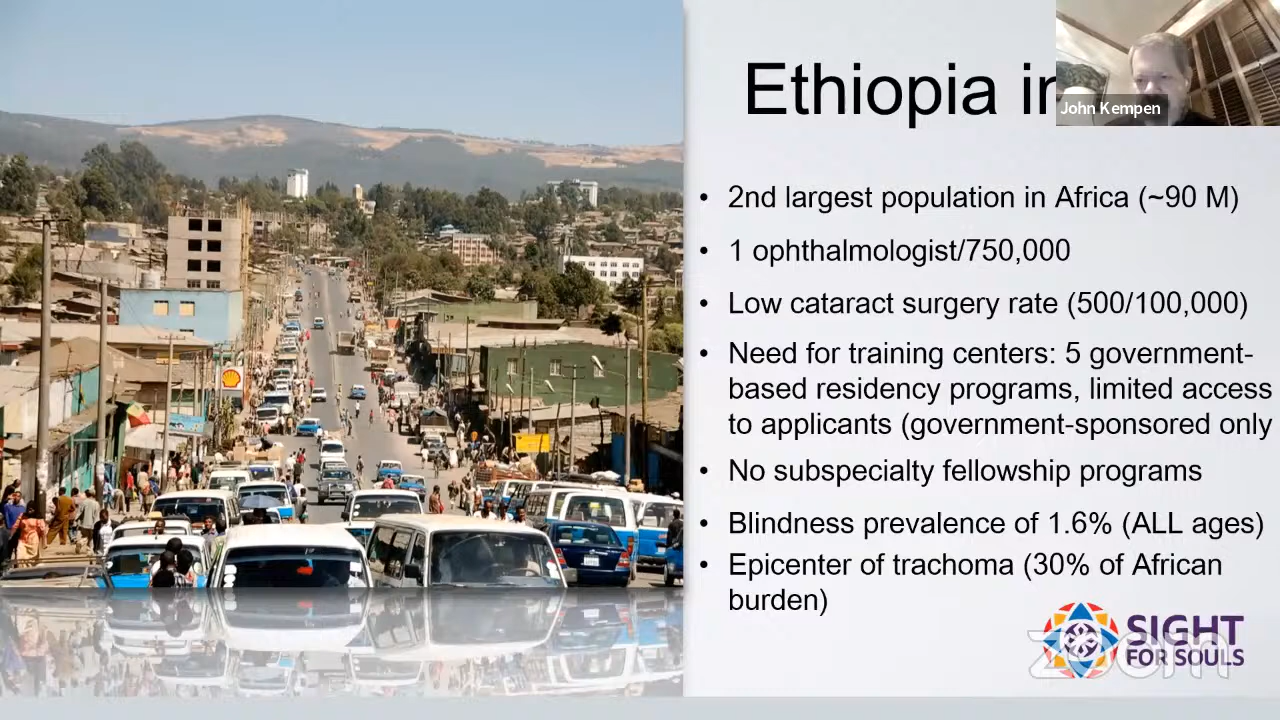 Ethiopia in
John Kempen
• 2nd largest population in Africa (~90 M)
• 1 ophthalmologist/750,000
• Low cataract surgery rate (500/100,000)
• Need for training centers: 5 government-
based residency programs, limited access
to applicants (government-sponsored only
• No subspecialty fellowship programs
• Blindness prevalence of 1.6% (ALL ages)
• Epicenter of trachoma (30% of African
burden)
SIGHT
FOR SOULS
zoom